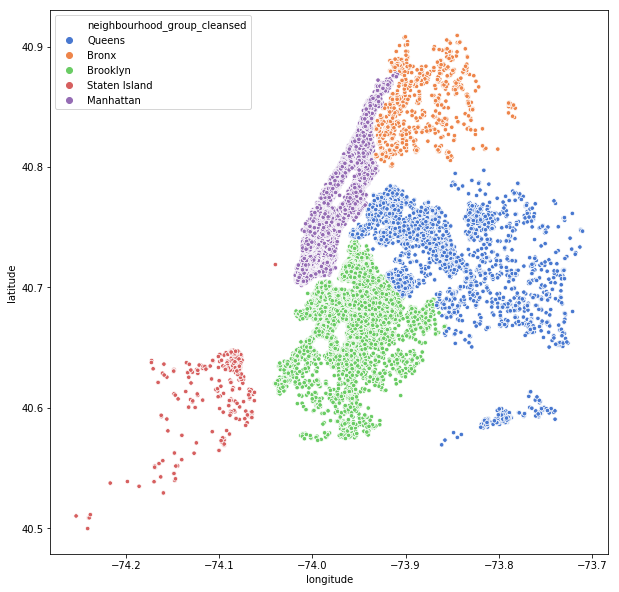 neighbourhood_group_cleansed
Queens
Bronx
Brooklyn
Staten Island
Manhattan
40.9
40.8
40.7
40.6
40.5
latitude
−74.2
−74.1
−74.0
−73.9
−73.8
−73.7
longitude